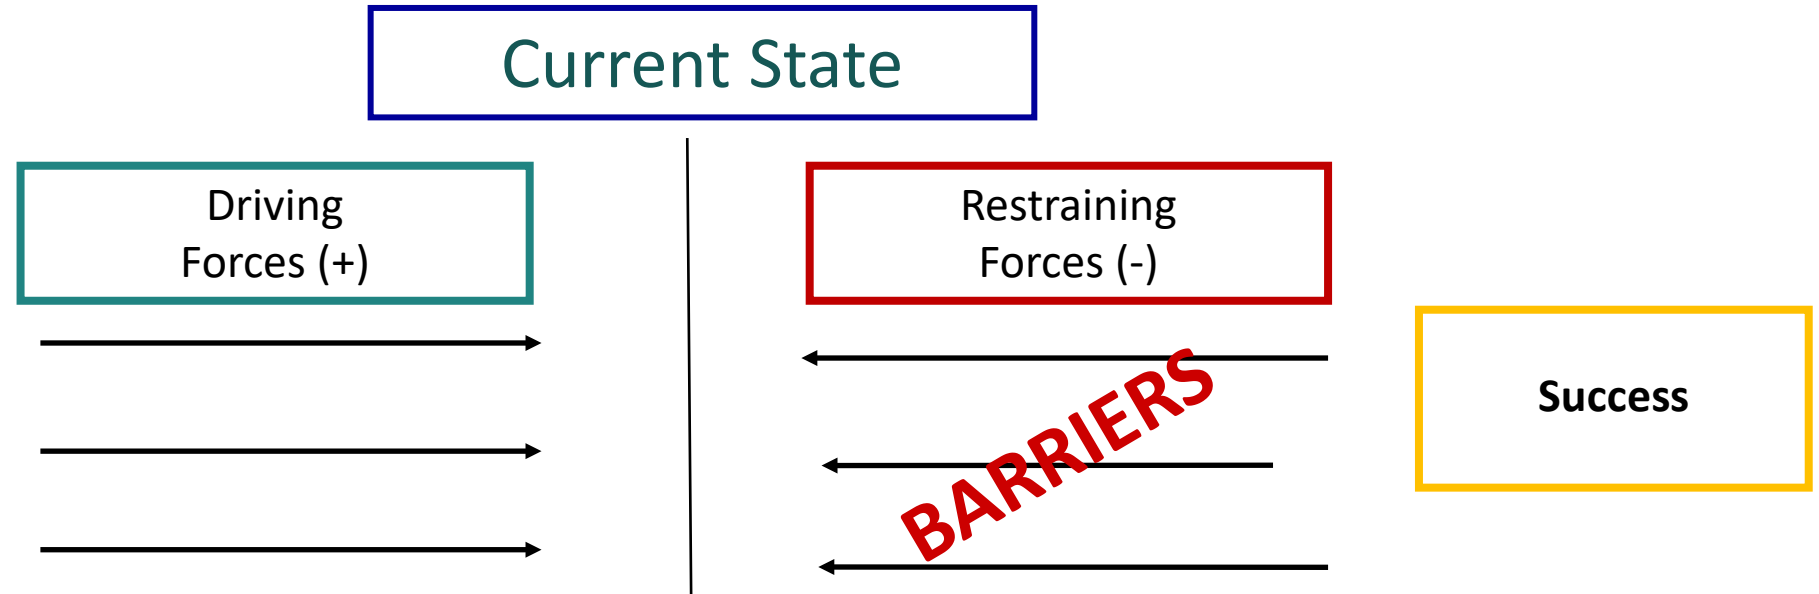 Current State
Driving
Forces (+)
Restraining
Forces (-)
BARRIERS
Success